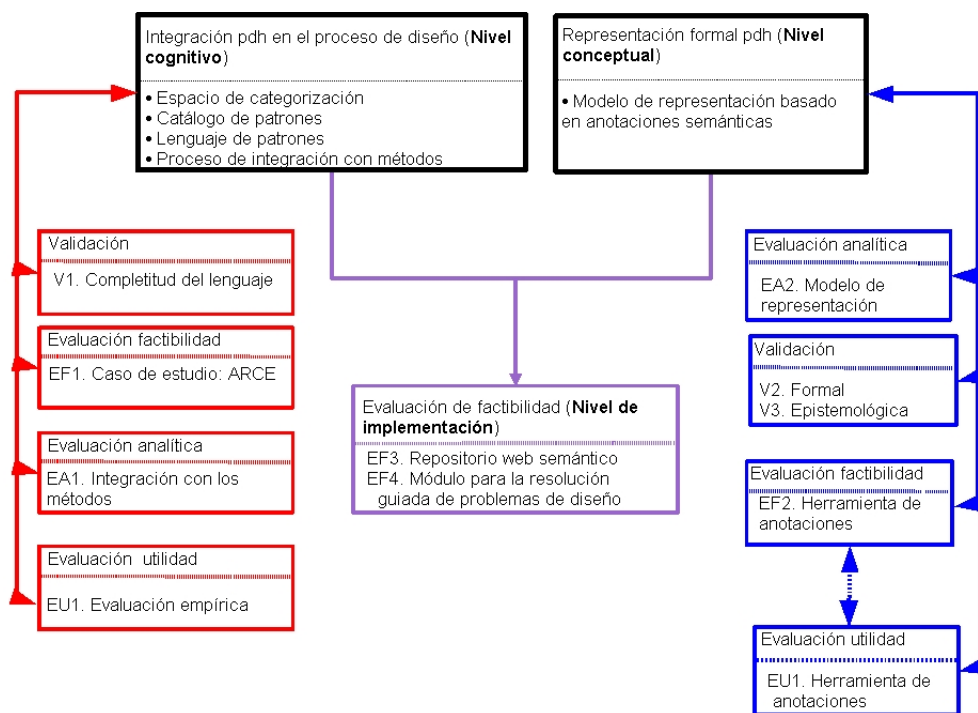 Integración pdh en el proceso de diseño (Nivel
cognitivo)
• Espacio de categorización
• Catálogo de patrones
• Lenguaje de patrones
• Proceso de integración con métodos
Representación formal pdh (Nivel
conceptual)
• Modelo de representación basado
en anotaciones semánticas
Validación
V1. Completitud del lenguaje
Evaluación factibilidad
EF1. Caso de estudio: ARCE
Evaluación analítica
EA1. Integración con los
métodos
Evaluación utilidad
EU1. Evaluación empírica
Evaluación de factibilidad (Nivel de
implementación)
EF3. Repositorio web semántico
EF4. Módulo para la resolución
guiada de problemas de diseño
Evaluación analítica
EA2. Modelo de
representación
Validación
V2. Formal
V3. Epistemológica
Evaluación factibilidad
EF2. Herramienta de
anotaciones
Evaluación utilidad
EU1. Herramienta de
anotaciones